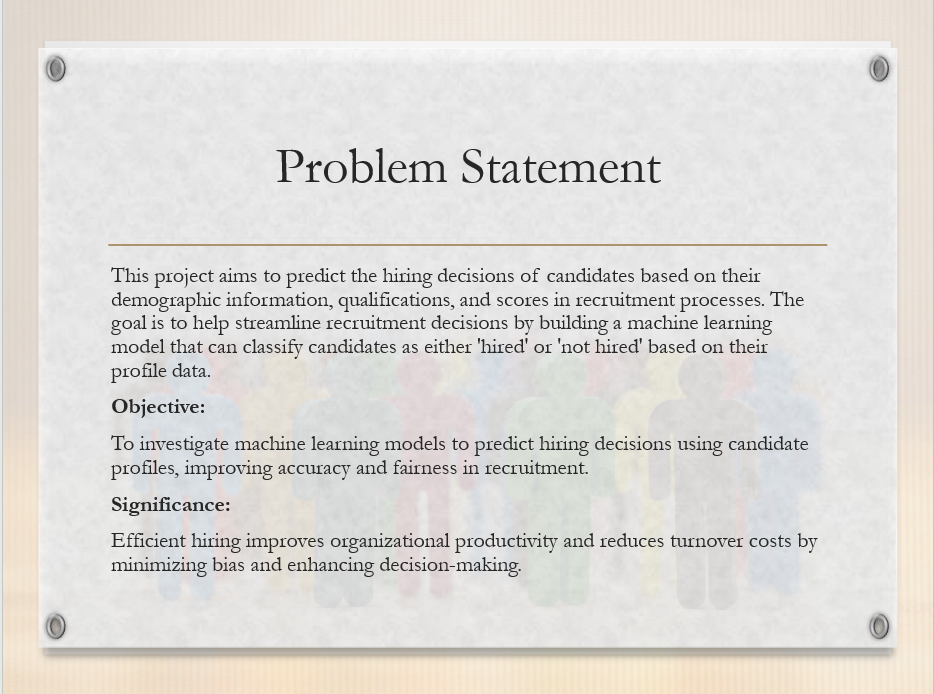 Problem Statement
This project aims to predict the hiring decisions of candidates based on their
demographic information, qualifications, and scores in recruitment processes. The
goal is to help streamline recruitment decisions by building a machine learning
model that can classify candidates as either 'hired' or 'not hired' based on their
profile data.
Objective:
To investigate machine learning models to predict hiring decisions using candidate
profiles, improving accuracy and fairness in recruitment.
Significance:
Efficient hiring improves organizational productivity and reduces turnover costs by
minimizing bias and enhancing decision-making.